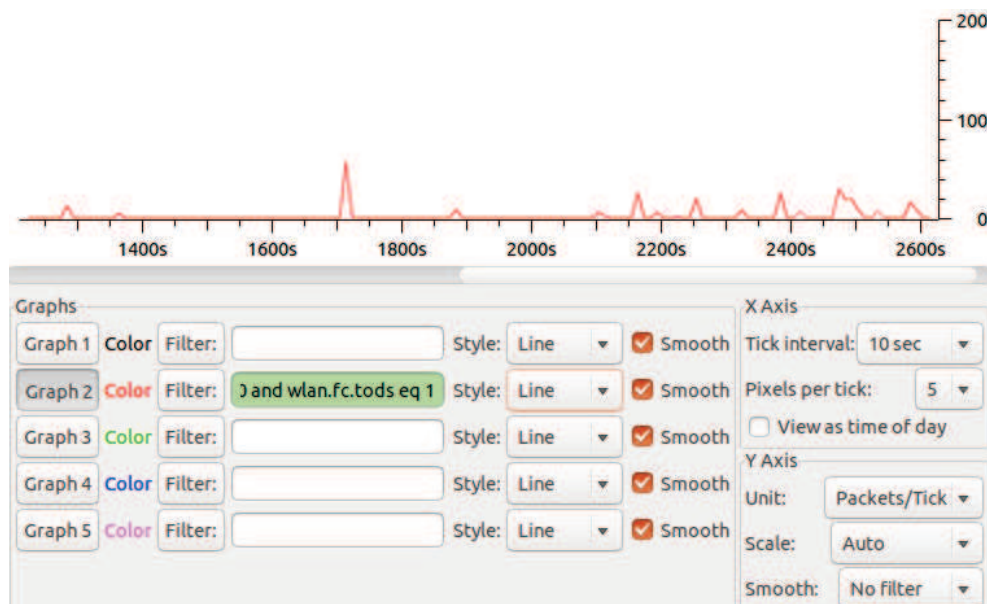 200
100
0
1400s 1600s 1800s 2000s 2200s 2400s 2600s
Graphs
Graph 1 Color Filter: Style: Line Smooth
Graph 2 Color Filter: and wlan.fc.tods eq 1 Style: Line Smooth
Graph 3 Color Filter: Style: Line Smooth
Graph 4 Color Filter: Style: Line Smooth
Graph 5 Color Filter: Style: Line Smooth
X Axis
Tick interval: 10 sec
Pixels per tick: 5
View as time of day
Y Axis
Unit: Packets/Tick
Scale: Auto
Smooth: No filter